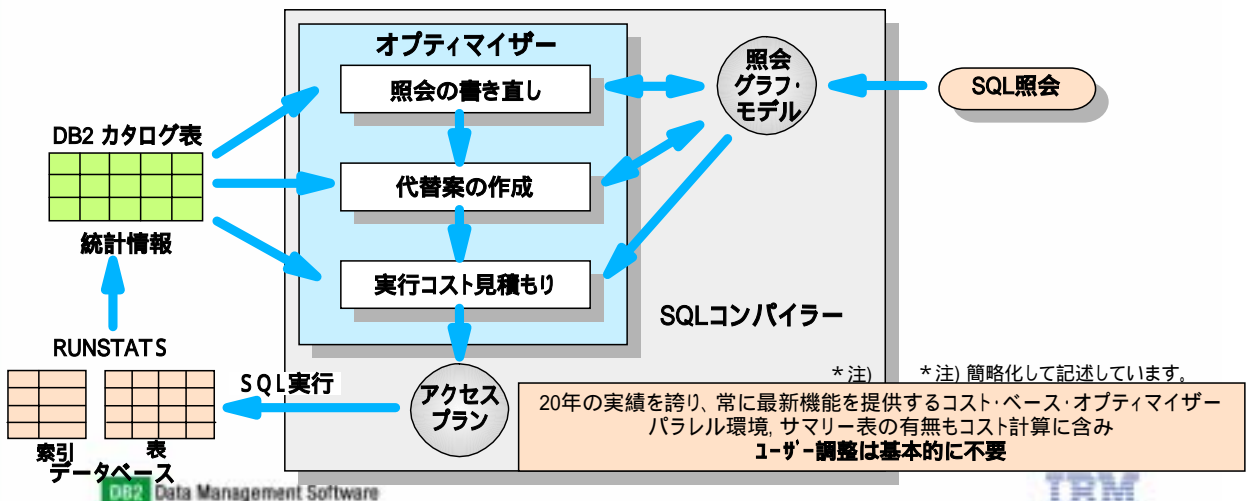 オプティマイザー
照会の書き直し
代替案の作成
実行コスト見積もり
照会
グラフ・
モデル
SQL照会
DB2 カタログ表
統計情報
RUNSTATS
索引
表
データベース
SQL実行
アクセス
プラン
SQLコンパイラー
*注)
*注) 簡略化して記述しています。
20年の実績を誇り、常に最新機能を提供するコスト・ベース・オプティマイザー
パラレル環境, サマリー表の有無もコスト計算に含み
ユーザー調整は基本的に不要
DB2 Data Management Software
IBM